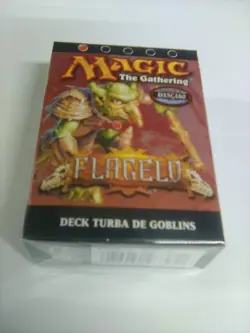 MAGIC
The Gathering
FLAGELO
DECK TURBA DE GOBLINS